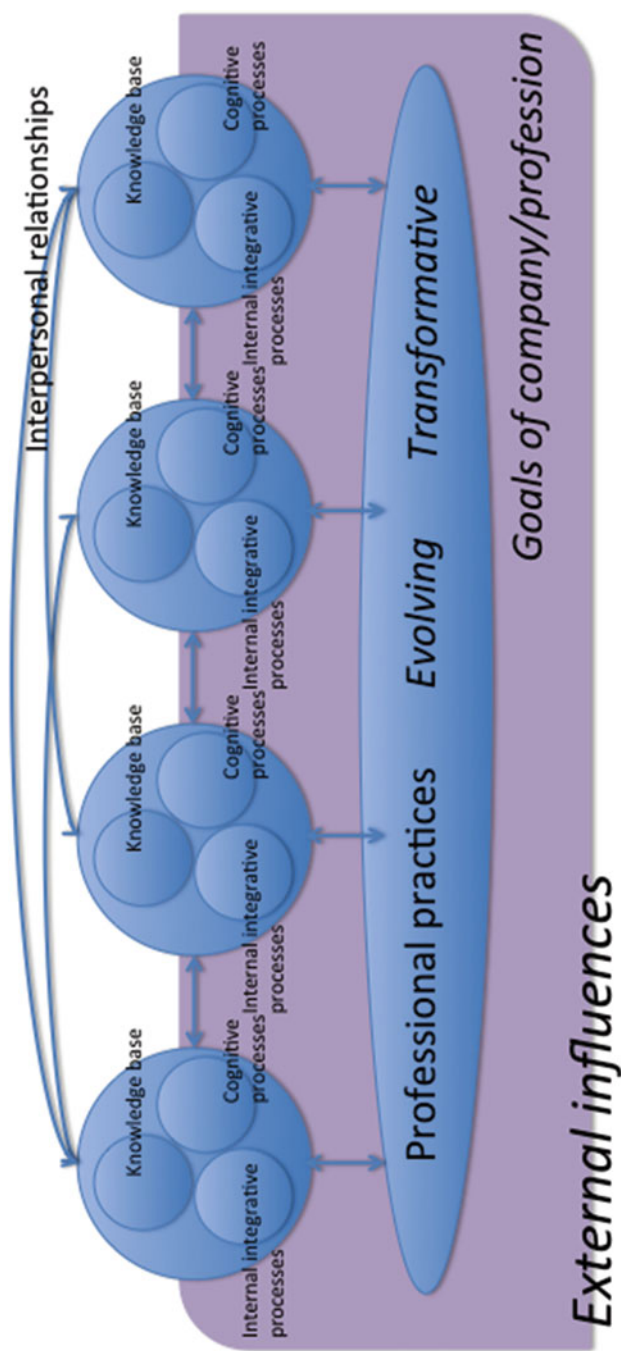 Interpersonal relationships
Knowledge base
Cognitive
processes
Internal integrative
processes
Knowledge base
Cognitive
processes
Internal integrative
processes
Knowledge base
Cognitive
processes
Internal integrative
processes
Knowledge base
Cognitive
processes
Internal integrative
processes
Professional practices Evolving Transformative
Goals of company/profession
External influences